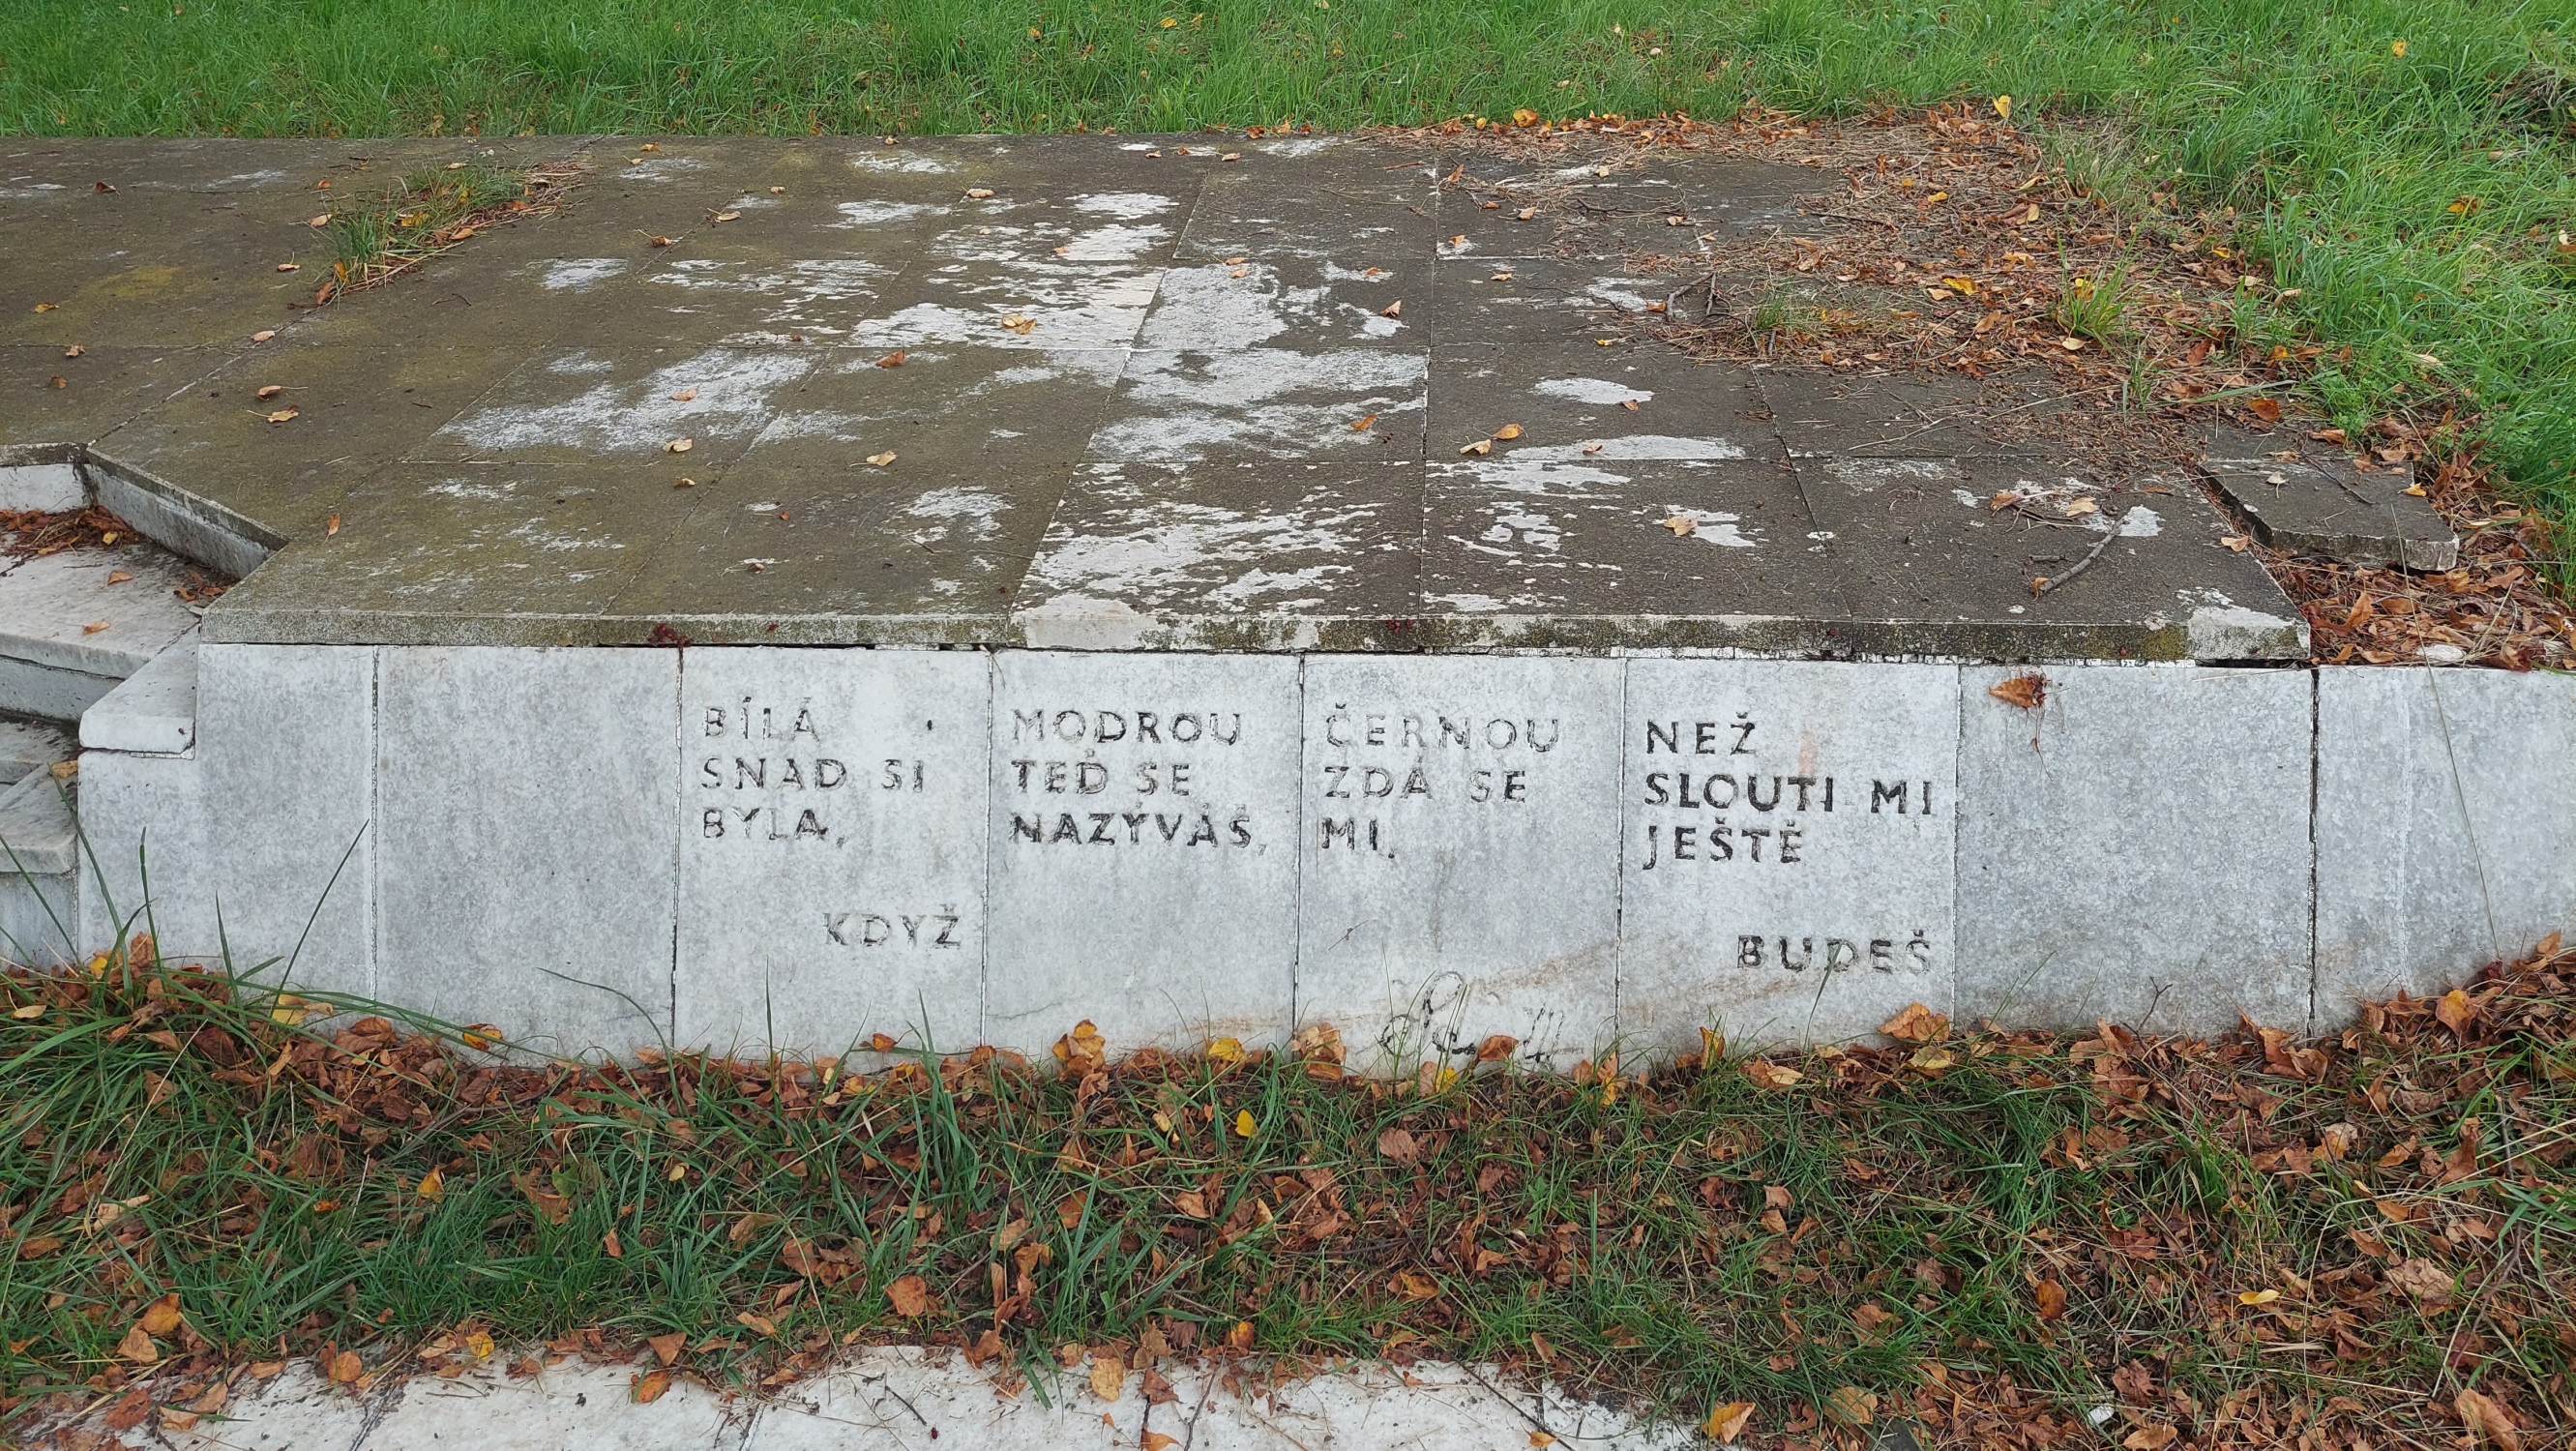 BÍLÁ
SNAD SI
BYLA,
KDYŽ
MODROU
TEĎ SE
NAZÝVÁŠ,
ČERNOU
ZDÁ SE
MI,
NEŽ
SLOUTI MI
JEŠTĚ
BUDEŠ